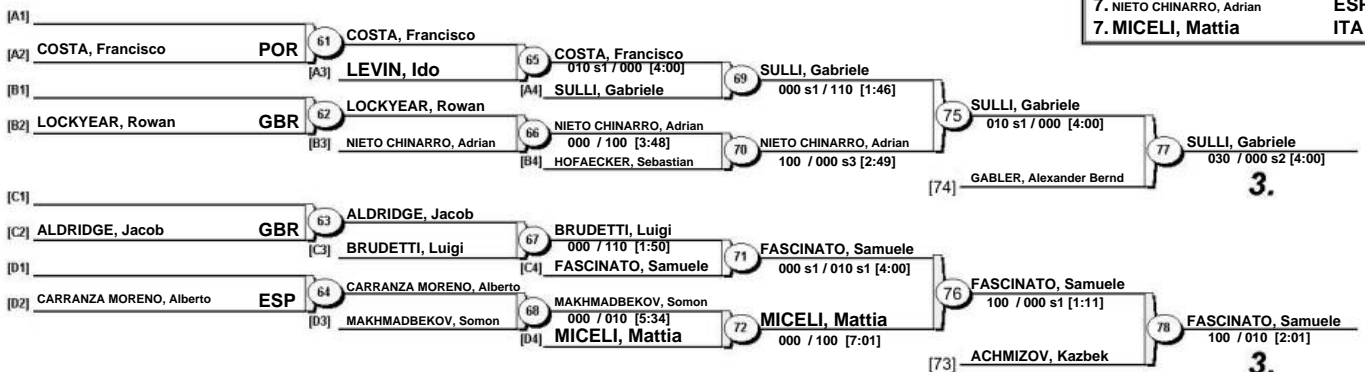 7. NIETO CHINARRO, Adrian ESP
7. MICELI, Mattia ITA
[A1]
[A2] COSTA, Francisco POR
61
COSTA, Francisco
[A3] LEVIN, Ido
65
COSTA, Francisco
010 s1 / 000 [4:00]
[A4] SULLI, Gabriele
69
SULLI, Gabriele
000 s1 / 110 [1:46]
[B1]
[B2] LOCKYEAR, Rowan GBR
62
LOCKYEAR, Rowan
[B3] NIETO CHINARRO, Adrian
66
NIETO CHINARRO, Adrian
000 / 100 [3:48]
[B4] HOFAECKER, Sebastian
70
NIETO CHINARRO, Adrian
100 / 000 s3 [2:49]
75
SULLI, Gabriele
010 s1 / 000 [4:00]
[74] GABLER, Alexander Bernd
77
SULLI, Gabriele
030 / 000 s2 [4:00]
3.
[C1]
[C2] ALDRIDGE, Jacob GBR
63
ALDRIDGE, Jacob
[C3] BRUDETTI, Luigi
67
BRUDETTI, Luigi
000 / 110 [1:50]
[C4] FASCINATO, Samuele
71
FASCINATO, Samuele
000 s1 / 010 s1 [4:00]
[D1]
[D2] CARRANZA MORENO, Alberto ESP
64
CARRANZA MORENO, Alberto
[D3] MAKHMADBEKOV, Somon
68
MAKHMADBEKOV, Somon
000 / 010 [5:34]
[D4] MICELI, Mattia
72
MICELI, Mattia
000 / 100 [7:01]
76
FASCINATO, Samuele
100 / 000 s1 [1:11]
[73] ACHMIZOV, Kazbek
78
FASCINATO, Samuele
100 / 010 [2:01]
3.